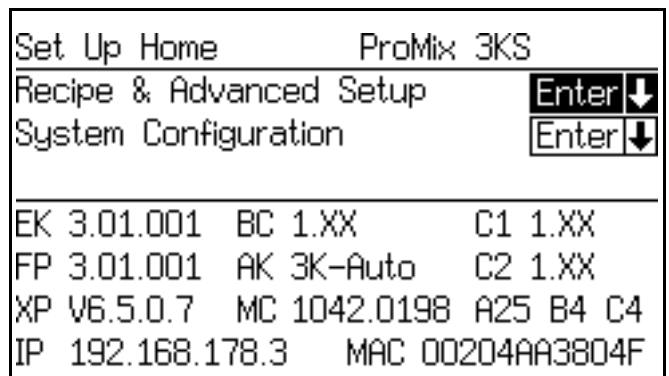 Set Up Home ProMix 3KS
Recipe & Advanced Setup Enter
System Configuration Enter
EK 3.01.001 BC 1.XX C1 1.XX
FP 3.01.001 AK 3K-Auto C2 1.XX
XP V6.5.0.7 MC 1042.0198 A25 B4 C4
IP 192.168.178.3 MAC 00204AA3804F